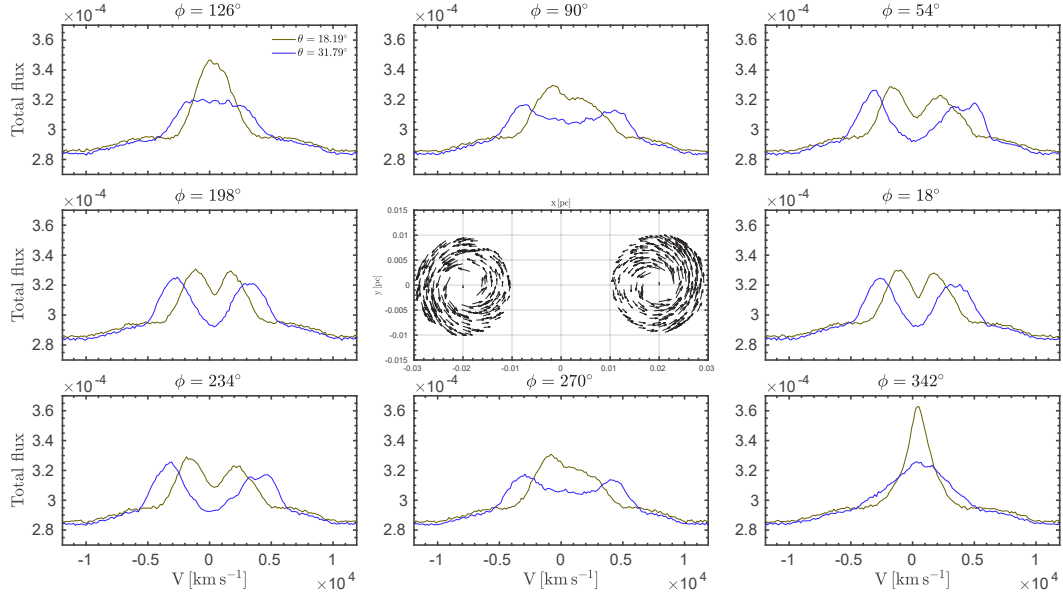 ϕ = 126° ϕ = 90° ϕ = 54°
×10⁻⁴ ×10⁻⁴ ×10⁻⁴
3.6 3.6 3.6
θ = 18.19°
θ = 31.79°
3.4 3.4 3.4
Total flux
3.2 3.2 3.2
3 3 3
2.8 2.8 2.8
×10⁻⁴ ϕ = 198° x [pc] ×10⁻⁴ ϕ = 18°
3.6 0.015 3.6
0.01
3.4 3.4
0.005
Total flux y [pc]
3.2 0 3.2
-0.005
3 3
-0.01
2.8 2.8
-0.015
-0.03 -0.02 -0.01 0 0.01 0.02 0.03
×10⁻⁴ ϕ = 234° ×10⁻⁴ ϕ = 270° ×10⁻⁴ ϕ = 342°
3.6 3.6 3.6
3.4 3.4 3.4
Total flux
3.2 3.2 3.2
3 3 3
2.8 2.8 2.8
-1 -0.5 0 0.5 1 -1 -0.5 0 0.5 1 -1 -0.5 0 0.5 1
V [km s⁻¹] ×10⁴ V [km s⁻¹] ×10⁴ V [km s⁻¹] ×10⁴